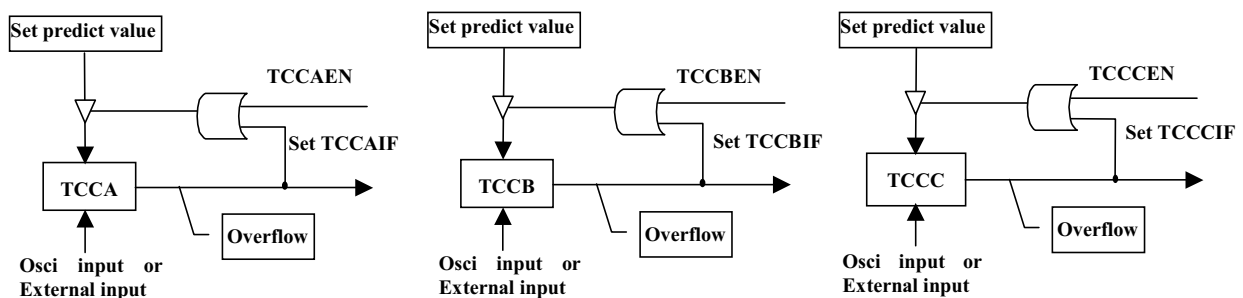 Set predict value
TCCAEN
Set TCCAIF
TCCA
Overflow
Osci input or
External input
Set predict value
TCCBEN
Set TCCBIF
TCCB
Overflow
Osci input or
External input
Set predict value
TCCCEN
Set TCCCIF
TCCC
Overflow
Osci input or
External input